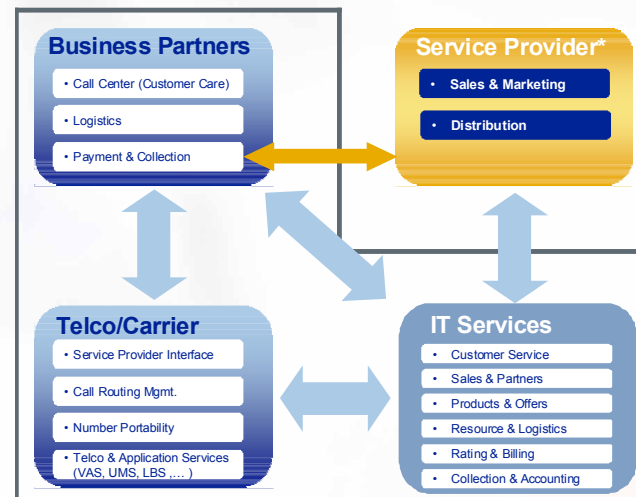 Business Partners
• Call Center (Customer Care)
• Logistics
• Payment & Collection
Service Provider*
• Sales & Marketing
• Distribution
Telco/Carrier
• Service Provider Interface
• Call Routing Mgmt.
• Number Portability
• Telco & Application Services
(VAS, UMS, LBS ,… )
IT Services
• Customer Service
• Sales & Partners
• Products & Offers
• Resource & Logistics
• Rating & Billing
• Collection & Accounting